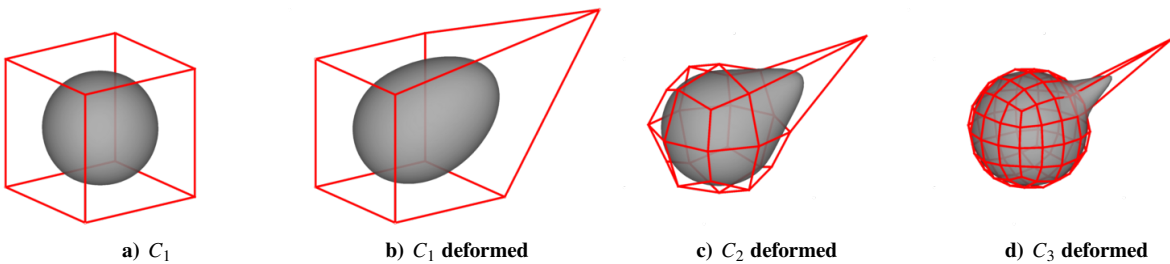 a) C₁
b) C₁ deformed
c) C₂ deformed
d) C₃ deformed